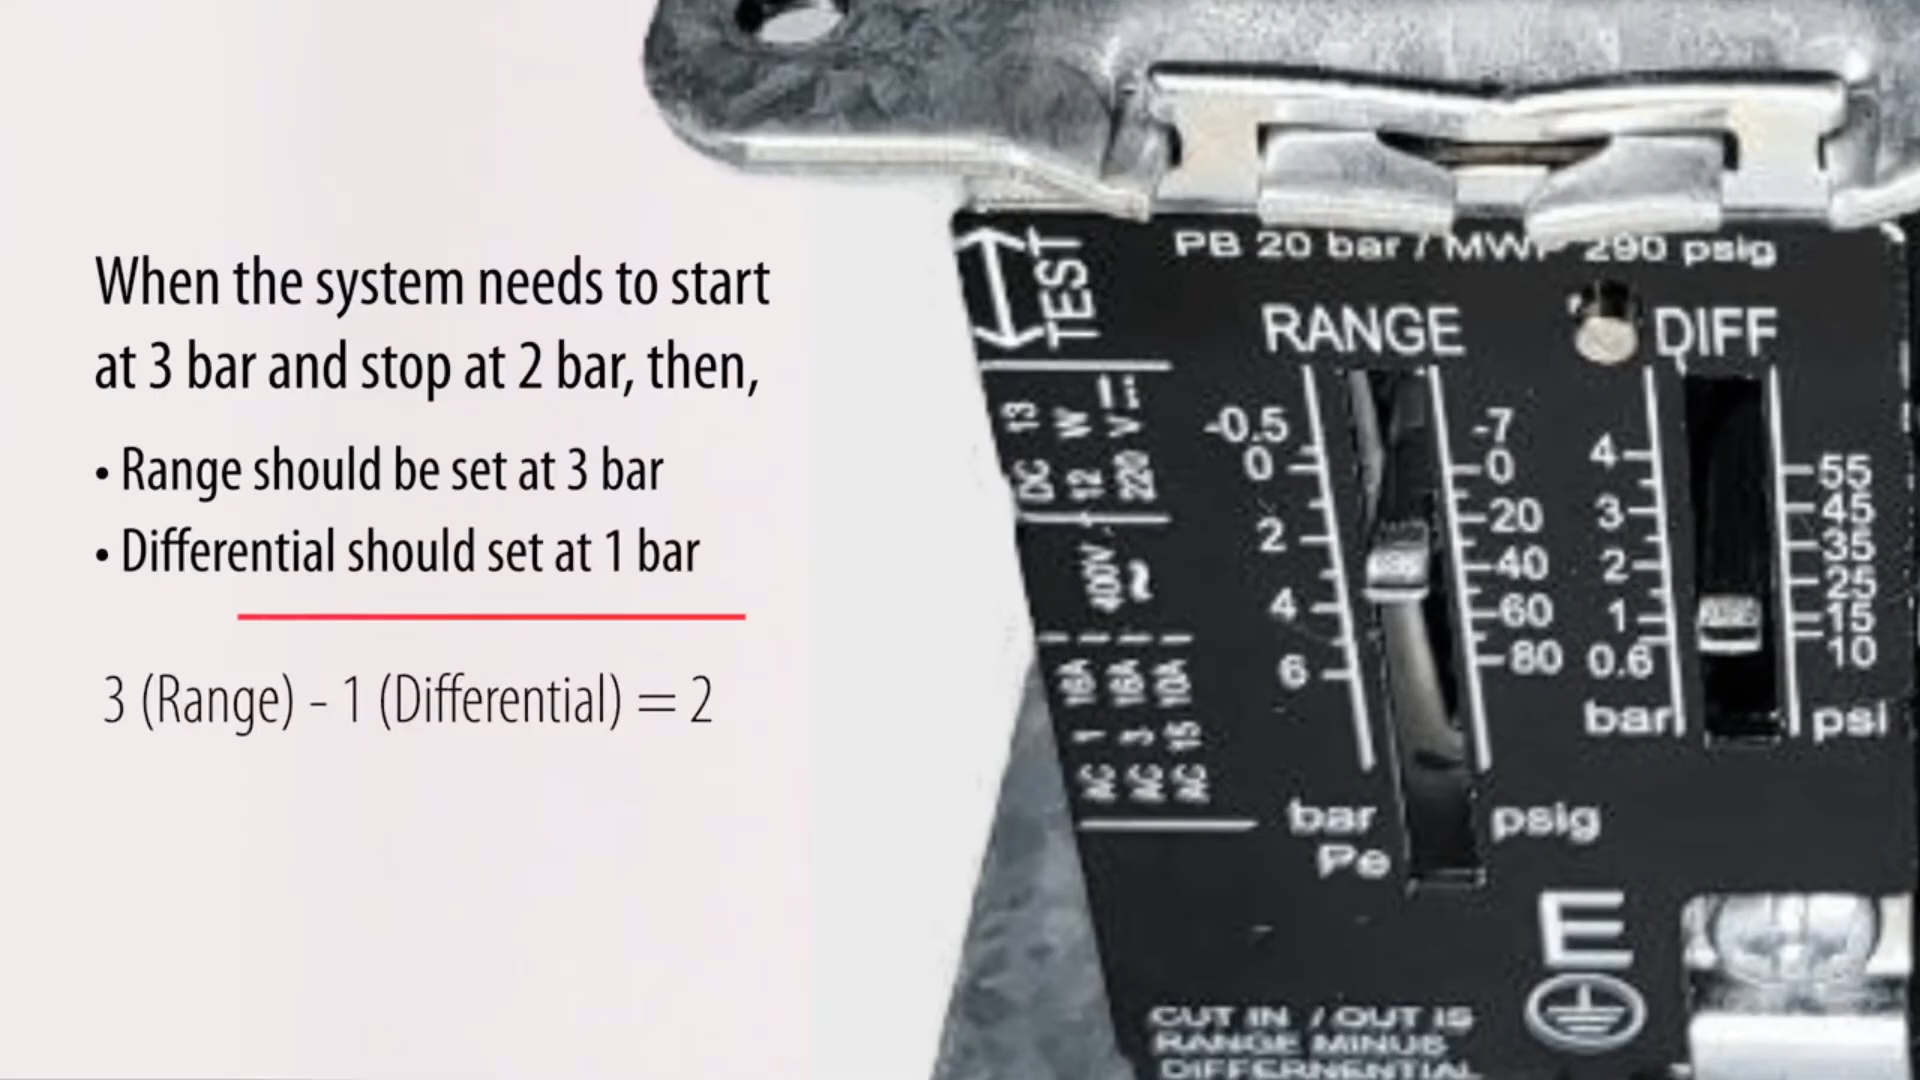 When the system needs to start
at 3 bar and stop at 2 bar, then,
• Range should be set at 3 bar
• Differential should set at 1 bar
3 (Range) - 1 (Differential) = 2
PB 20 bar / MWP 290 psig
TEST
RANGE
DIFF
-0.5
0
2
4
6
bar
Pe
-7
0
20
40
60
80
psig
4
3
2
1
0.6
bar
55
45
35
25
15
10
psi
DC 13
12 W
220 V
400V
AC 1 16A
AC 3 16A
AC 15 10A
E
CUT IN / OUT IS
RANGE MINUS
DIFFERNENTIAL